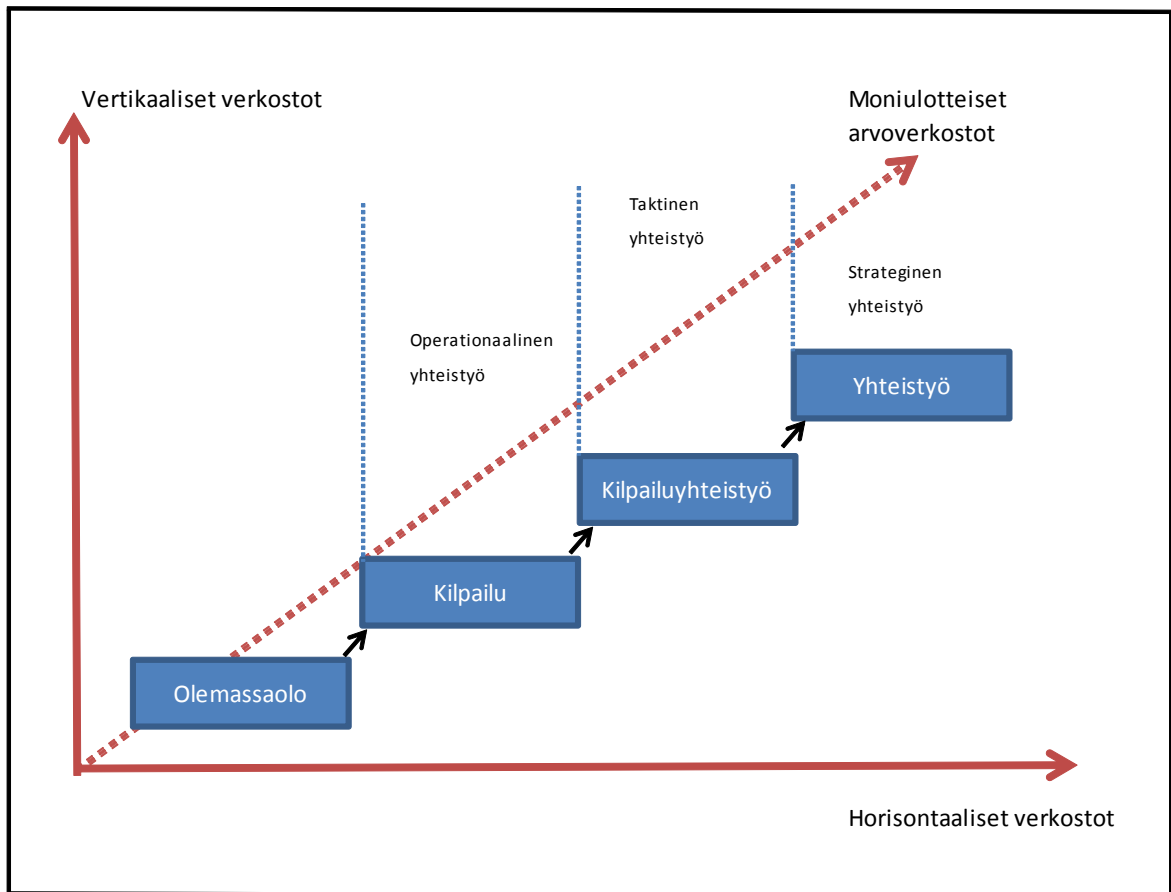 Vertikaaliset verkostot
Moniulotteiset
arvoverkostot
Taktinen
yhteistyö
Strateginen
yhteistyö
Operationaalinen
yhteistyö
Yhteistyö
Kilpailuyhteistyö
Kilpailu
Olemassaolo
Horisontaaliset verkostot